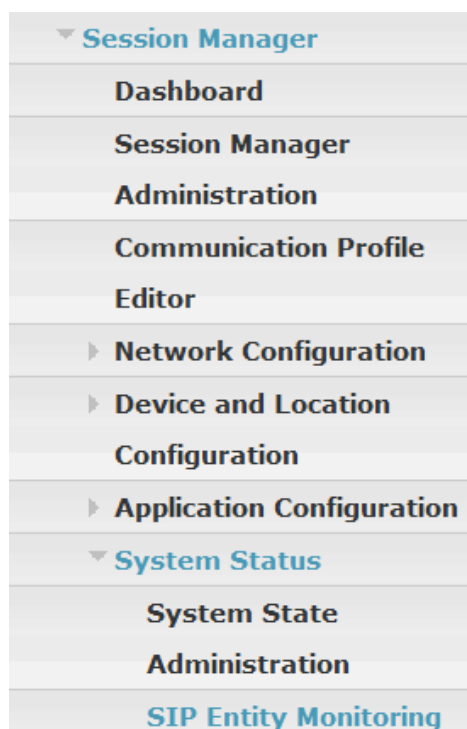 Session Manager
Dashboard
Session Manager
Administration
Communication Profile
Editor
Network Configuration
Device and Location
Configuration
Application Configuration
System Status
System State
Administration
SIP Entity Monitoring